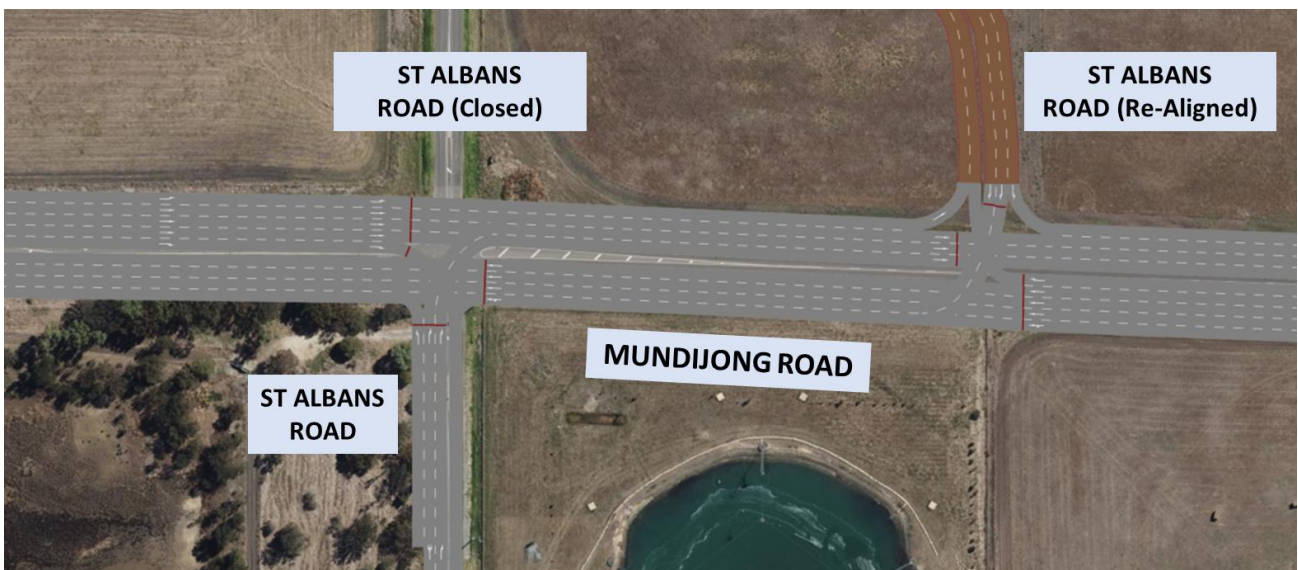 ST ALBANS
ROAD (Closed)
ST ALBANS
ROAD (Re-Aligned)
MUNDIJONG ROAD
ST ALBANS
ROAD